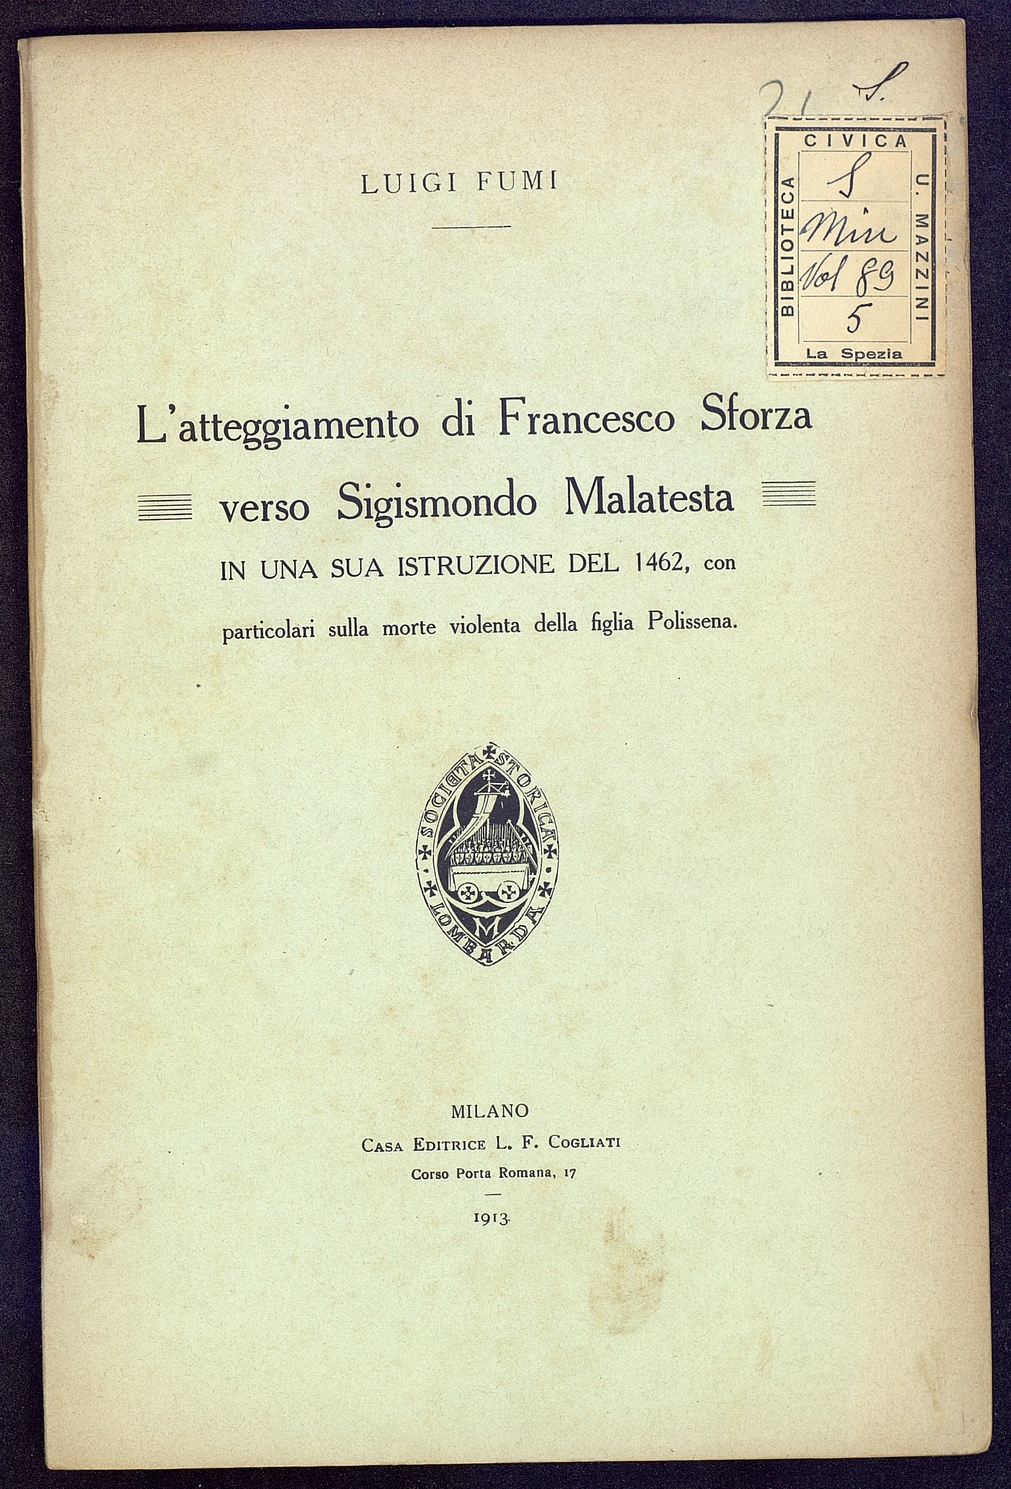 S.
LUIGI FUMI
CIVICA
BIBLIOTECA
U. MAZZINI
S
Min
Vol 89
5
La Spezia
L'atteggiamento di Francesco Sforza
verso Sigismondo Malatesta
IN UNA SUA ISTRUZIONE DEL 1462, con
particolari sulla morte violenta della figlia Polissena.
SOCIETA STORICA
LOMBARDA
M
MILANO
CASA EDITRICE L. F. COGLIATI
Corso Porta Romana, 17
1913